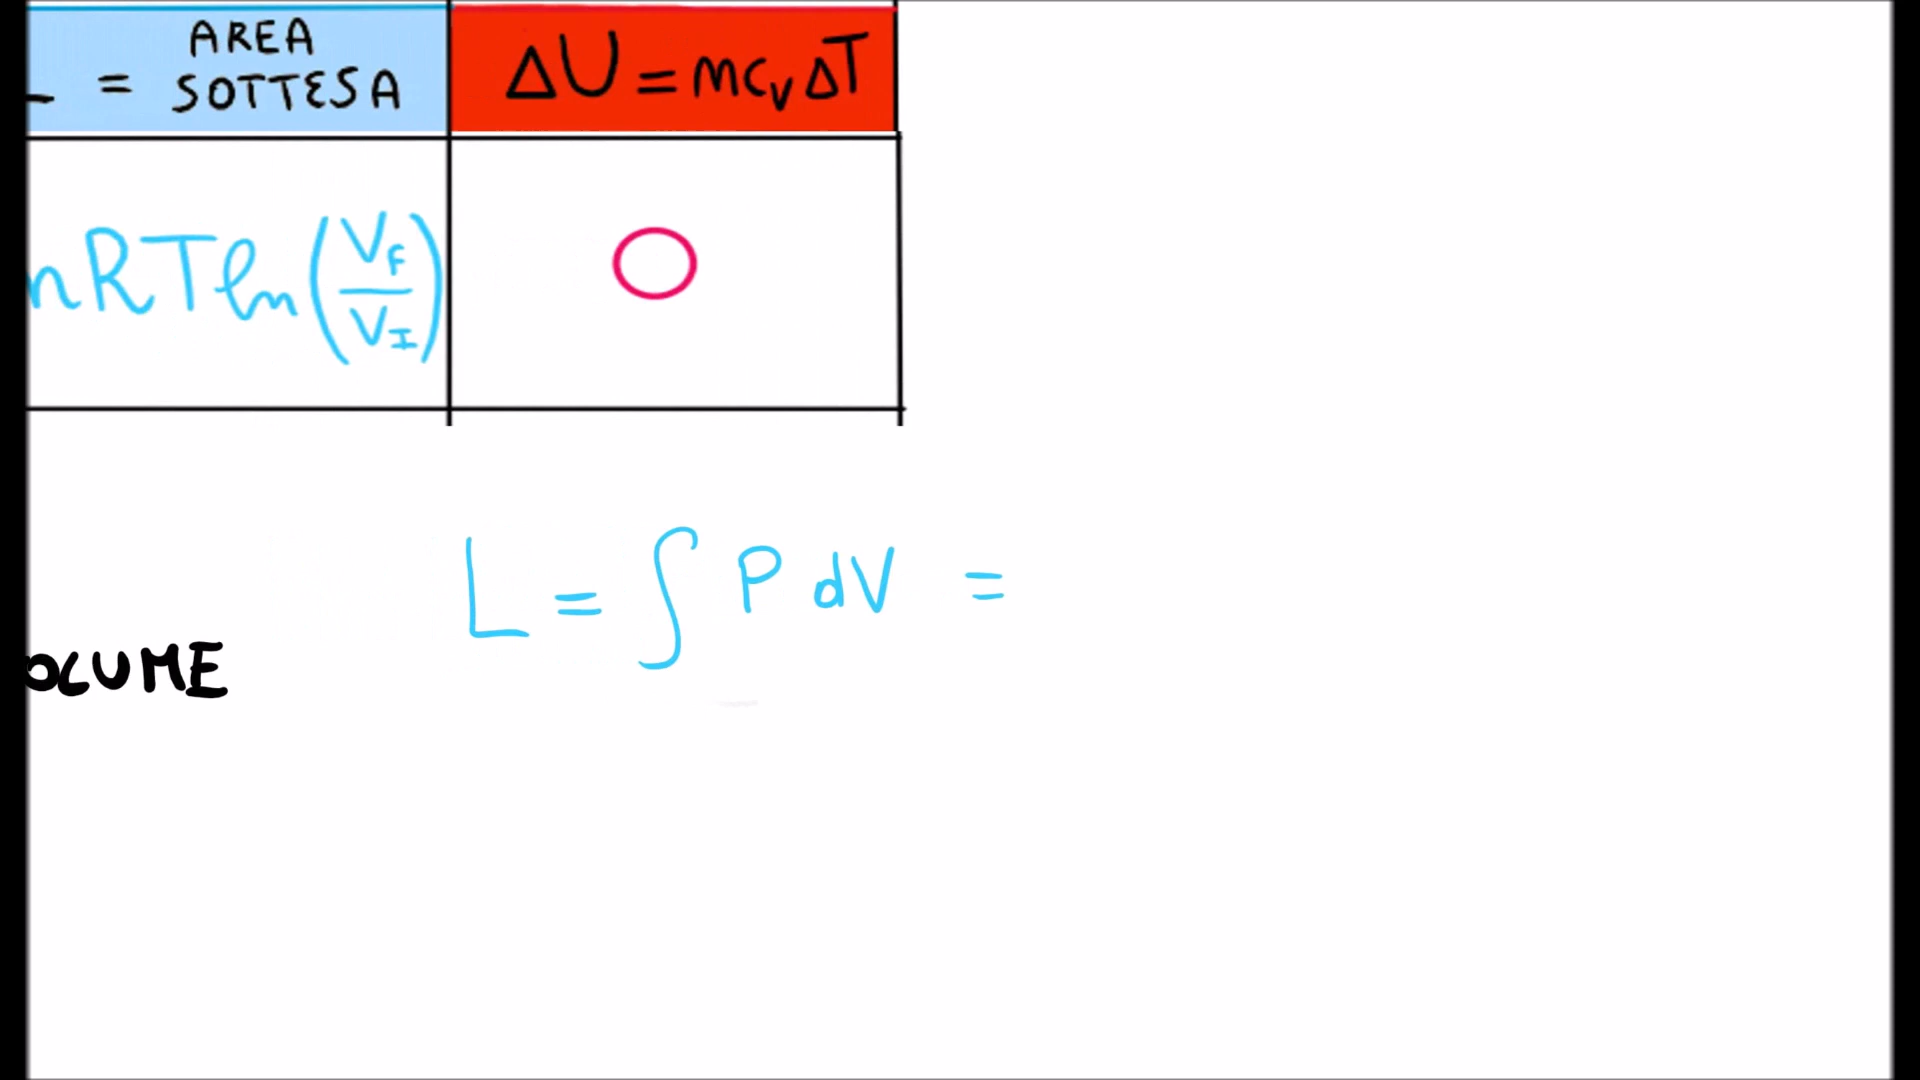 = AREA SOTTESA
ΔU = mc_v ΔT
nRT ln(V_F/V_I)
0
L = ∫ P dV =
OLUME